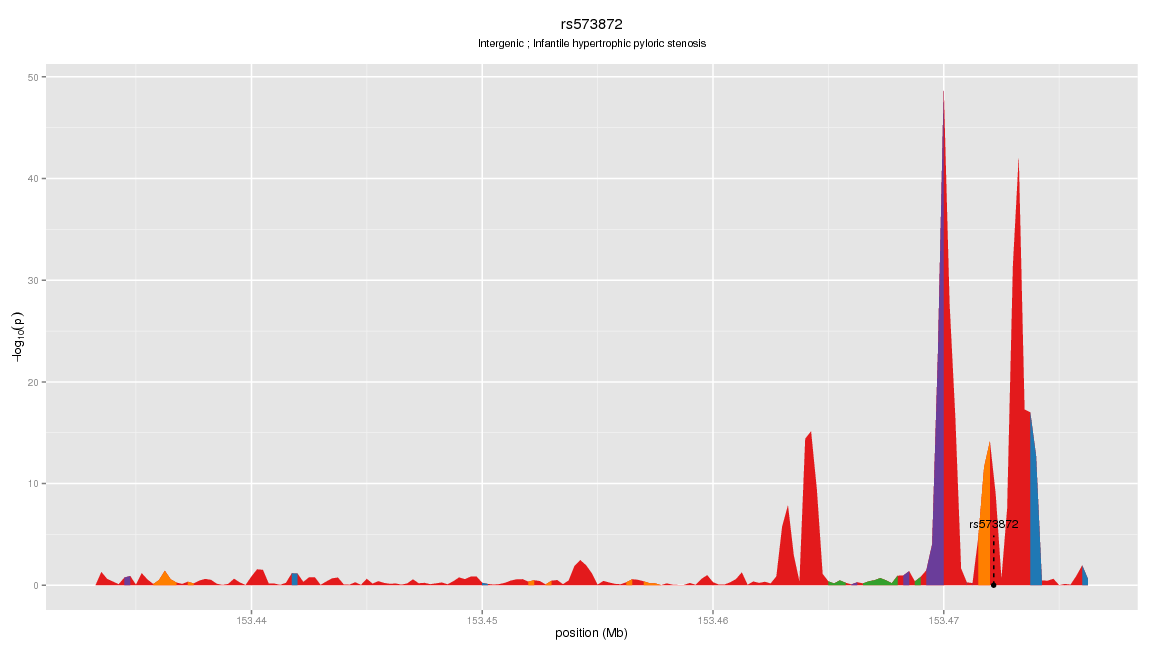 rs573872
Intergenic ; Infantile hypertrophic pyloric stenosis
50
40
30
20
10
0
−log10(p)
rs573872
153.44
153.45
153.46
153.47
position (Mb)